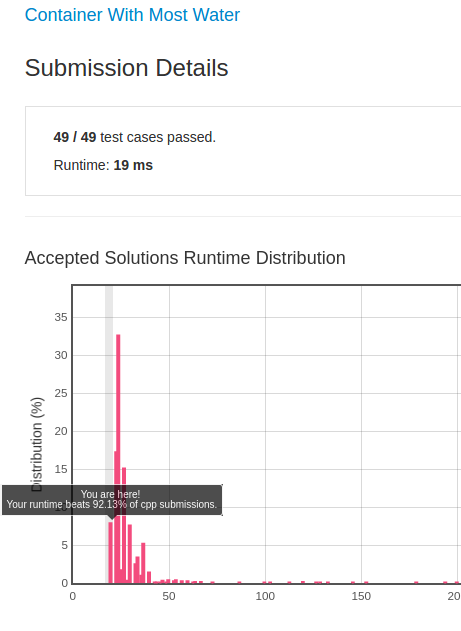 Container With Most Water
Submission Details
49 / 49 test cases passed.
Runtime: 19 ms
Accepted Solutions Runtime Distribution
Distribution (%)
35
30
25
20
15
10
5
0
You are here!
Your runtime beats 92.13% of cpp submissions.
0
50
100
150
20